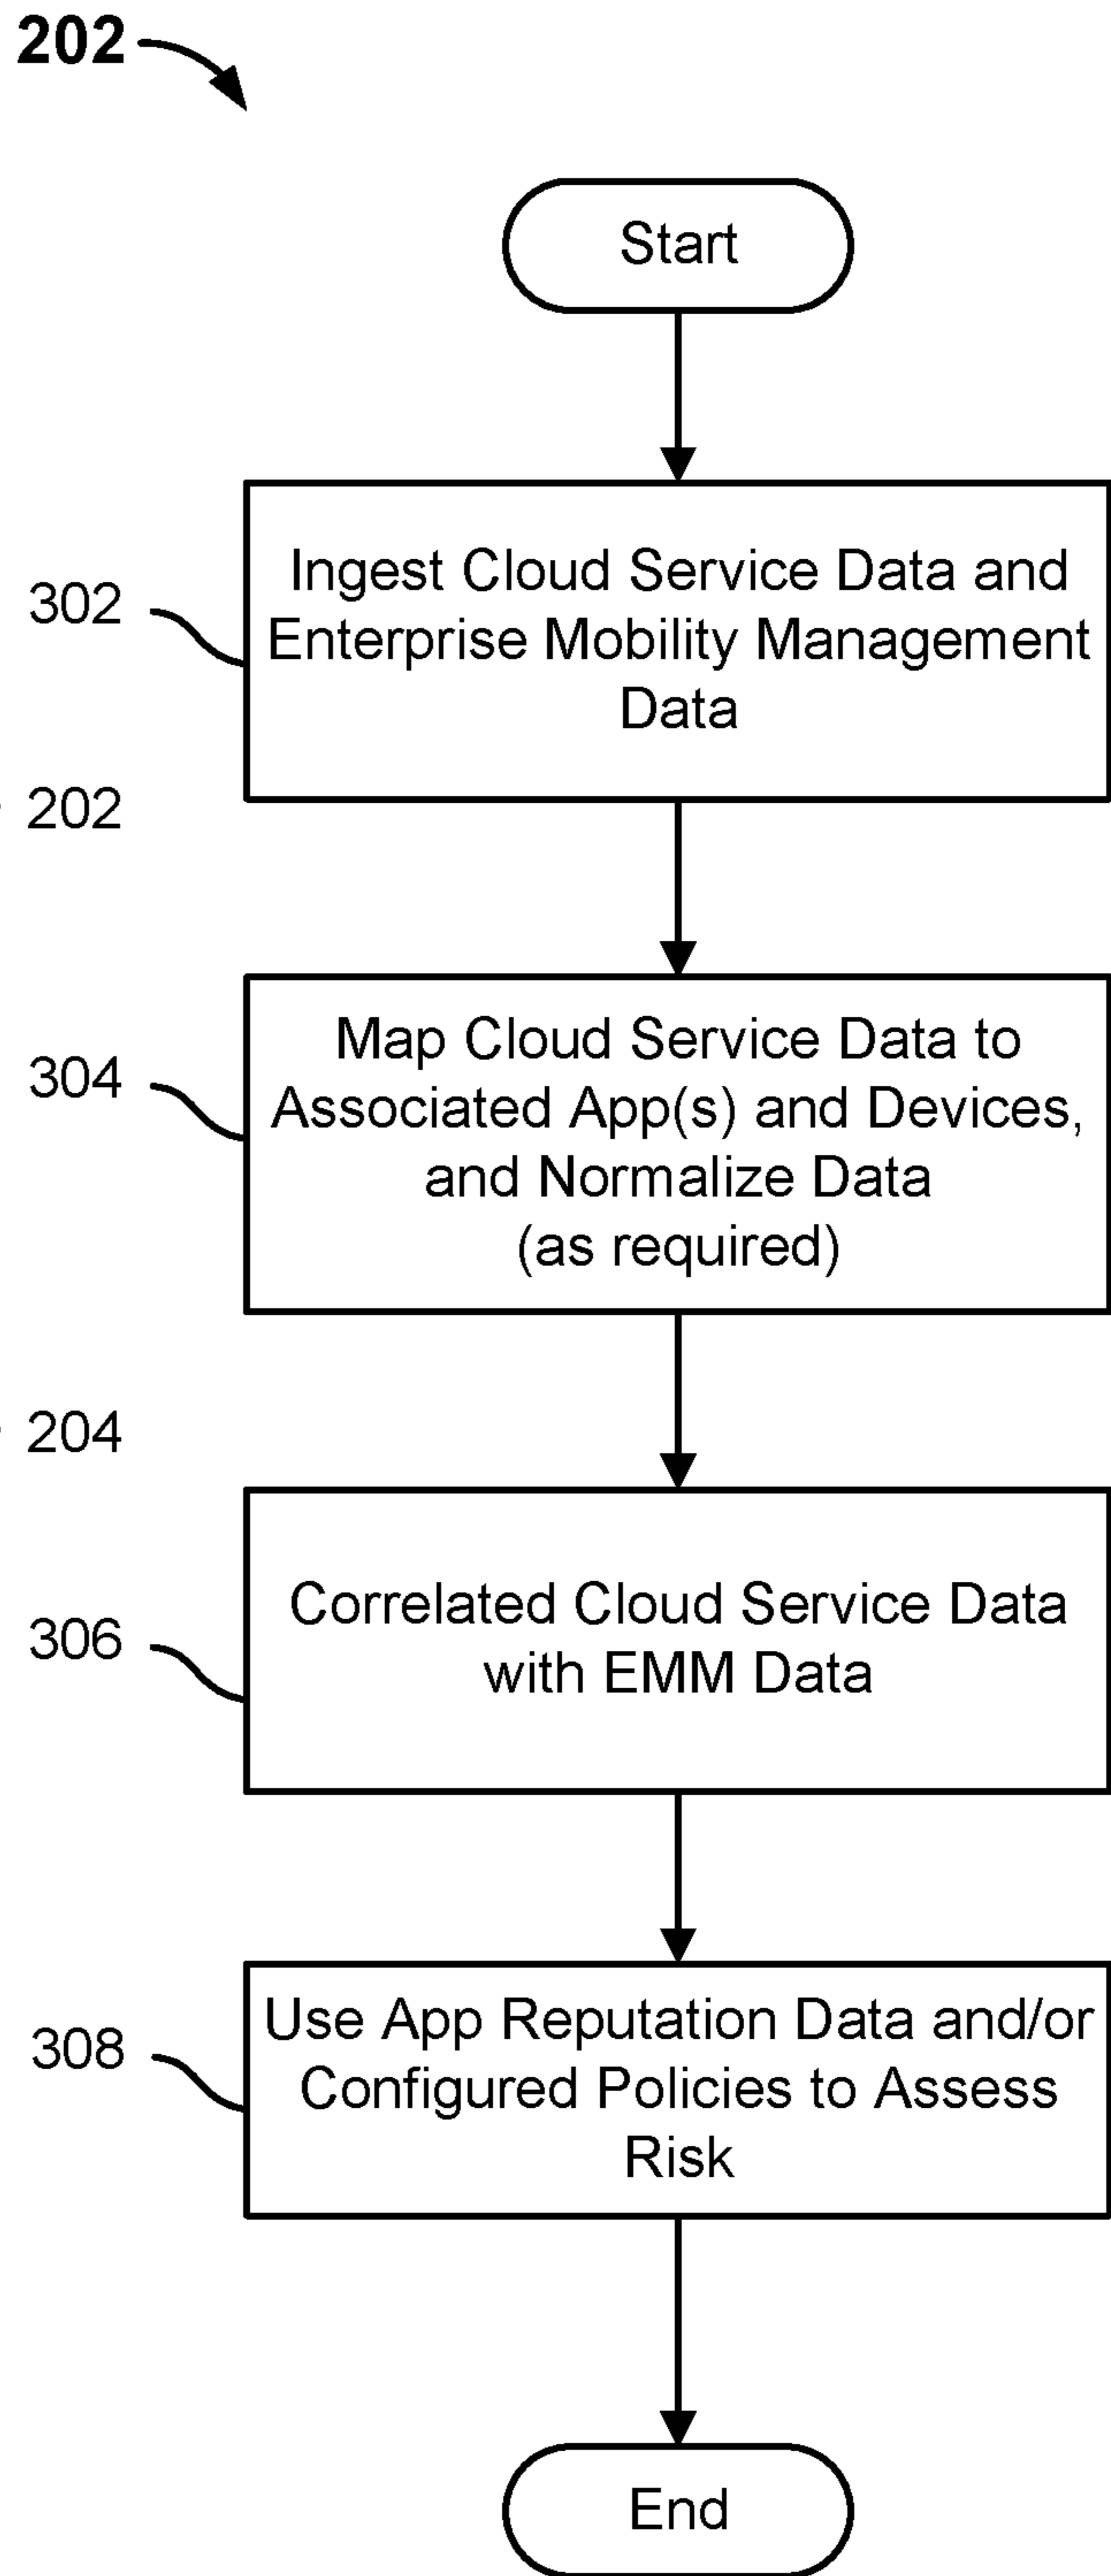 202
Start
302
Ingest Cloud Service Data and
Enterprise Mobility Management
Data
202
304
Map Cloud Service Data to
Associated App(s) and Devices,
and Normalize Data
(as required)
204
306
Correlated Cloud Service Data
with EMM Data
308
Use App Reputation Data and/or
Configured Policies to Assess
Risk
End